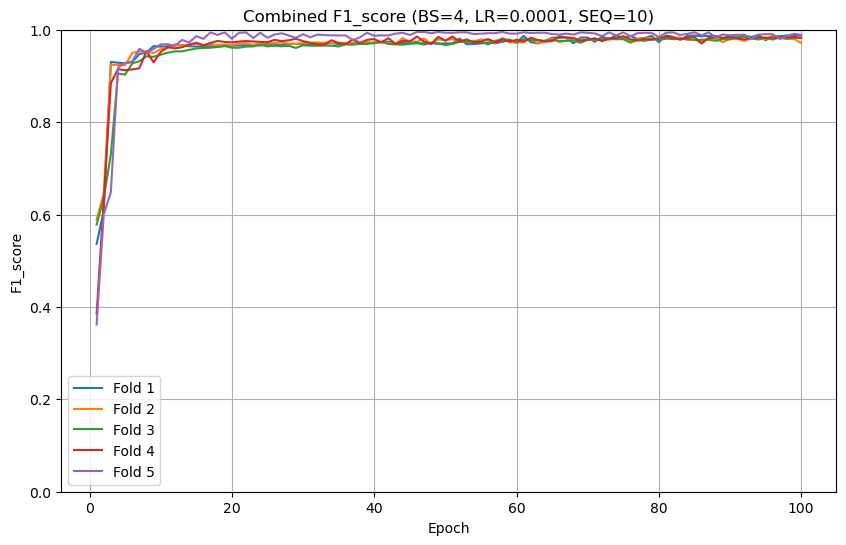 Combined F1_score (BS=4, LR=0.0001, SEQ=10)
F1_score
1.0
0.8
0.6
0.4
0.2
0.0
Fold 1
Fold 2
Fold 3
Fold 4
Fold 5
0 20 40 60 80 100
Epoch